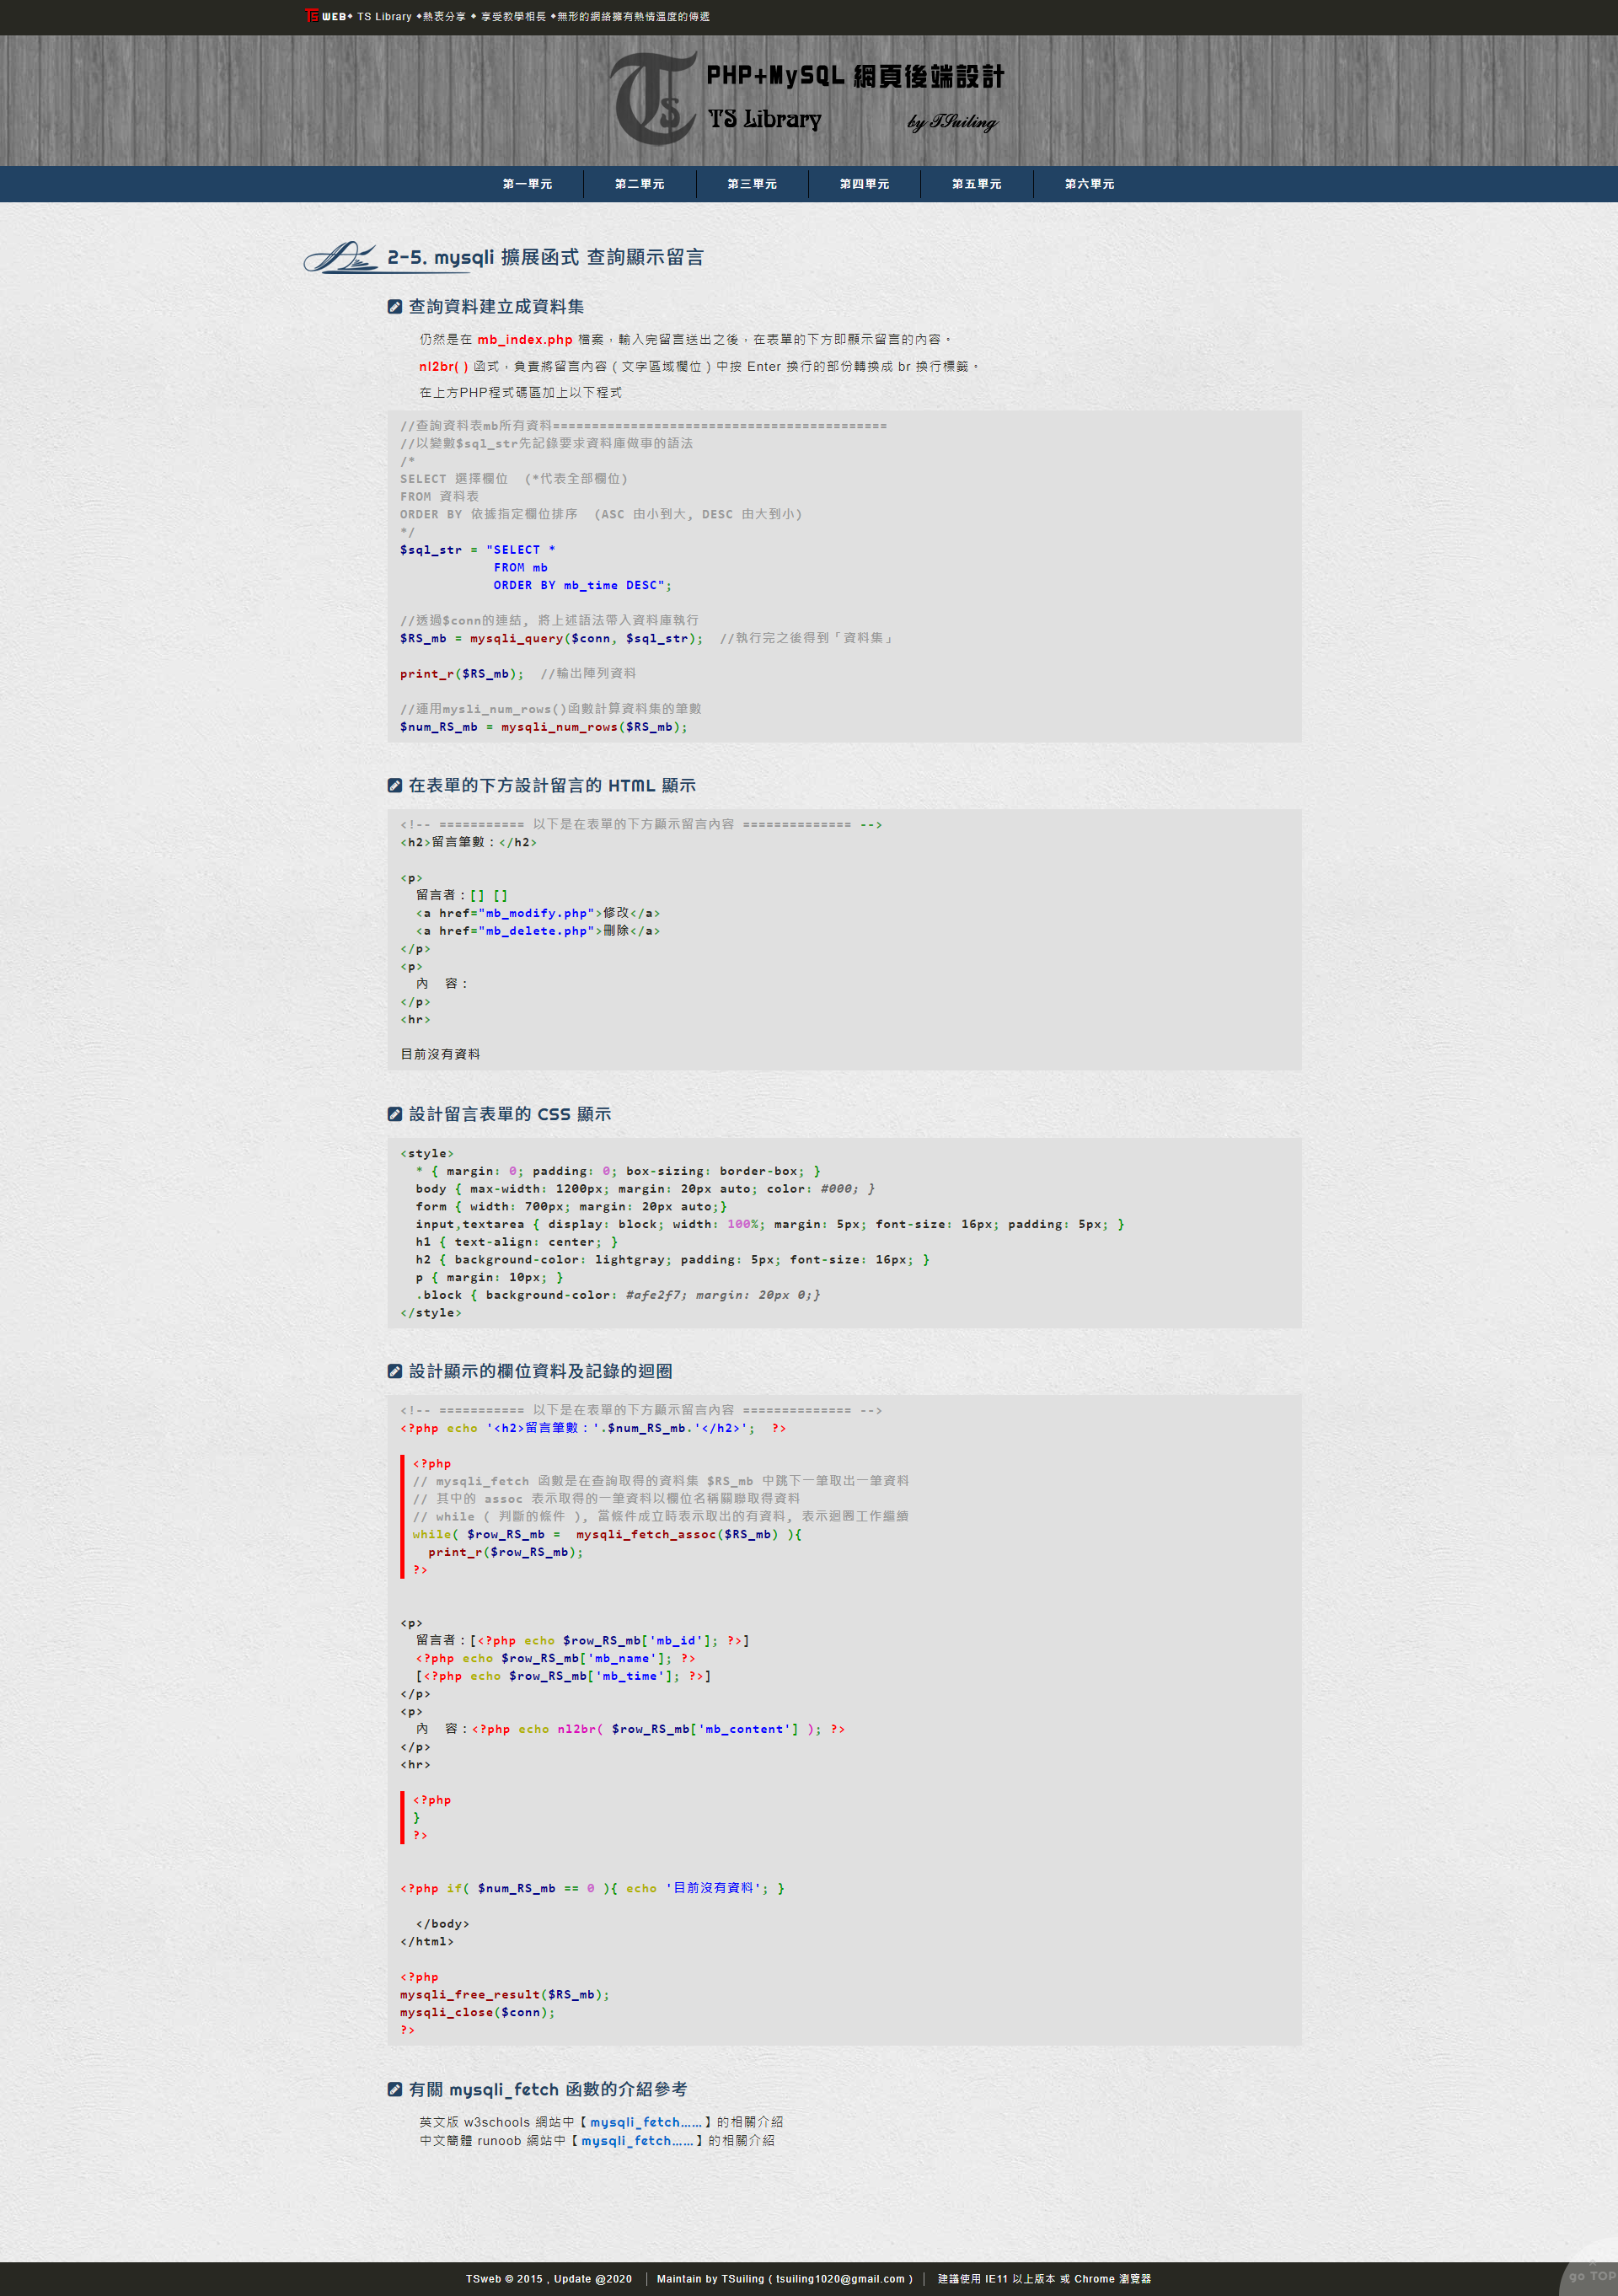 TS WEB◆ TS Library ◆熱衷分享 ◆ 享受教學相長 ◆無形的網絡擁有熱情溫度的傳遞
PHP+MySQL 網頁後端設計
Ts TS Library by TSuiling
第一單元 第二單元 第三單元 第四單元 第五單元 第六單元
2-5. mysqli 擴展函式 查詢顯示留言
查詢資料建立成資料集
仍然是在 mb_index.php 檔案，輸入完留言送出之後，在表單的下方即顯示留言的內容。
nl2br( ) 函式，負責將留言內容 ( 文字區域欄位 ) 中按 Enter 換行的部份轉換成 br 換行標籤。
在上方PHP程式碼區加上以下程式
//查詢資料表mb所有資料===========================================
//以變數$sql_str先記錄要求資料庫做事的語法
/*
SELECT 選擇欄位  (*代表全部欄位)
FROM 資料表
ORDER BY 依據指定欄位排序  (ASC 由小到大, DESC 由大到小)
*/
$sql_str = "SELECT *
            FROM mb
            ORDER BY mb_time DESC";
//透過$conn的連結, 將上述語法帶入資料庫執行
$RS_mb = mysqli_query($conn, $sql_str);  //執行完之後得到「資料集」
print_r($RS_mb);  //輸出陣列資料
//運用mysli_num_rows()函數計算資料集的筆數
$num_RS_mb = mysqli_num_rows($RS_mb);
在表單的下方設計留言的 HTML 顯示
<!-- =========== 以下是在表單的下方顯示留言內容 ============== -->
<h2>留言筆數：</h2>
<p>
  留言者：[] []
  <a href="mb_modify.php">修改</a>
  <a href="mb_delete.php">刪除</a>
</p>
<p>
  內  容：
</p>
<hr>
目前沒有資料
設計留言表單的 CSS 顯示
<style>
  * { margin: 0; padding: 0; box-sizing: border-box; }
  body { max-width: 1200px; margin: 20px auto; color: #000; }
  form { width: 700px; margin: 20px auto;}
  input,textarea { display: block; width: 100%; margin: 5px; font-size: 16px; padding: 5px; }
  h1 { text-align: center; }
  h2 { background-color: lightgray; padding: 5px; font-size: 16px; }
  p { margin: 10px; }
  .block { background-color: #afe2f7; margin: 20px 0;}
</style>
設計顯示的欄位資料及記錄的迴圈
<!-- =========== 以下是在表單的下方顯示留言內容 ============== -->
<?php echo '<h2>留言筆數：'.$num_RS_mb.'</h2>';  ?>
<?php
// mysqli_fetch 函數是在查詢取得的資料集 $RS_mb 中跳下一筆取出一筆資料
// 其中的 assoc 表示取得的一筆資料以欄位名稱關聯取得資料
// while ( 判斷的條件 ), 當條件成立時表示取出的有資料, 表示迴圈工作繼續
while( $row_RS_mb =  mysqli_fetch_assoc($RS_mb) ){
  print_r($row_RS_mb);
?>
<p>
  留言者：[<?php echo $row_RS_mb['mb_id']; ?>]
  <?php echo $row_RS_mb['mb_name']; ?>
  [<?php echo $row_RS_mb['mb_time']; ?>]
</p>
<p>
  內  容：<?php echo nl2br( $row_RS_mb['mb_content'] ); ?>
</p>
<hr>
<?php
}
?>
<?php if( $num_RS_mb == 0 ){ echo '目前沒有資料'; }
  </body>
</html>
<?php
mysqli_free_result($RS_mb);
mysqli_close($conn);
?>
有關 mysqli_fetch 函數的介紹參考
英文版 w3schools 網站中【mysqli_fetch......】的相關介紹
中文簡體 runoob 網站中【mysqli_fetch......】的相關介紹
go TOP
TSweb © 2015 , Update @2020 | Maintain by TSuiling ( tsuiling1020@gmail.com ) | 建議使用 IE11 以上版本 或 Chrome 瀏覽器